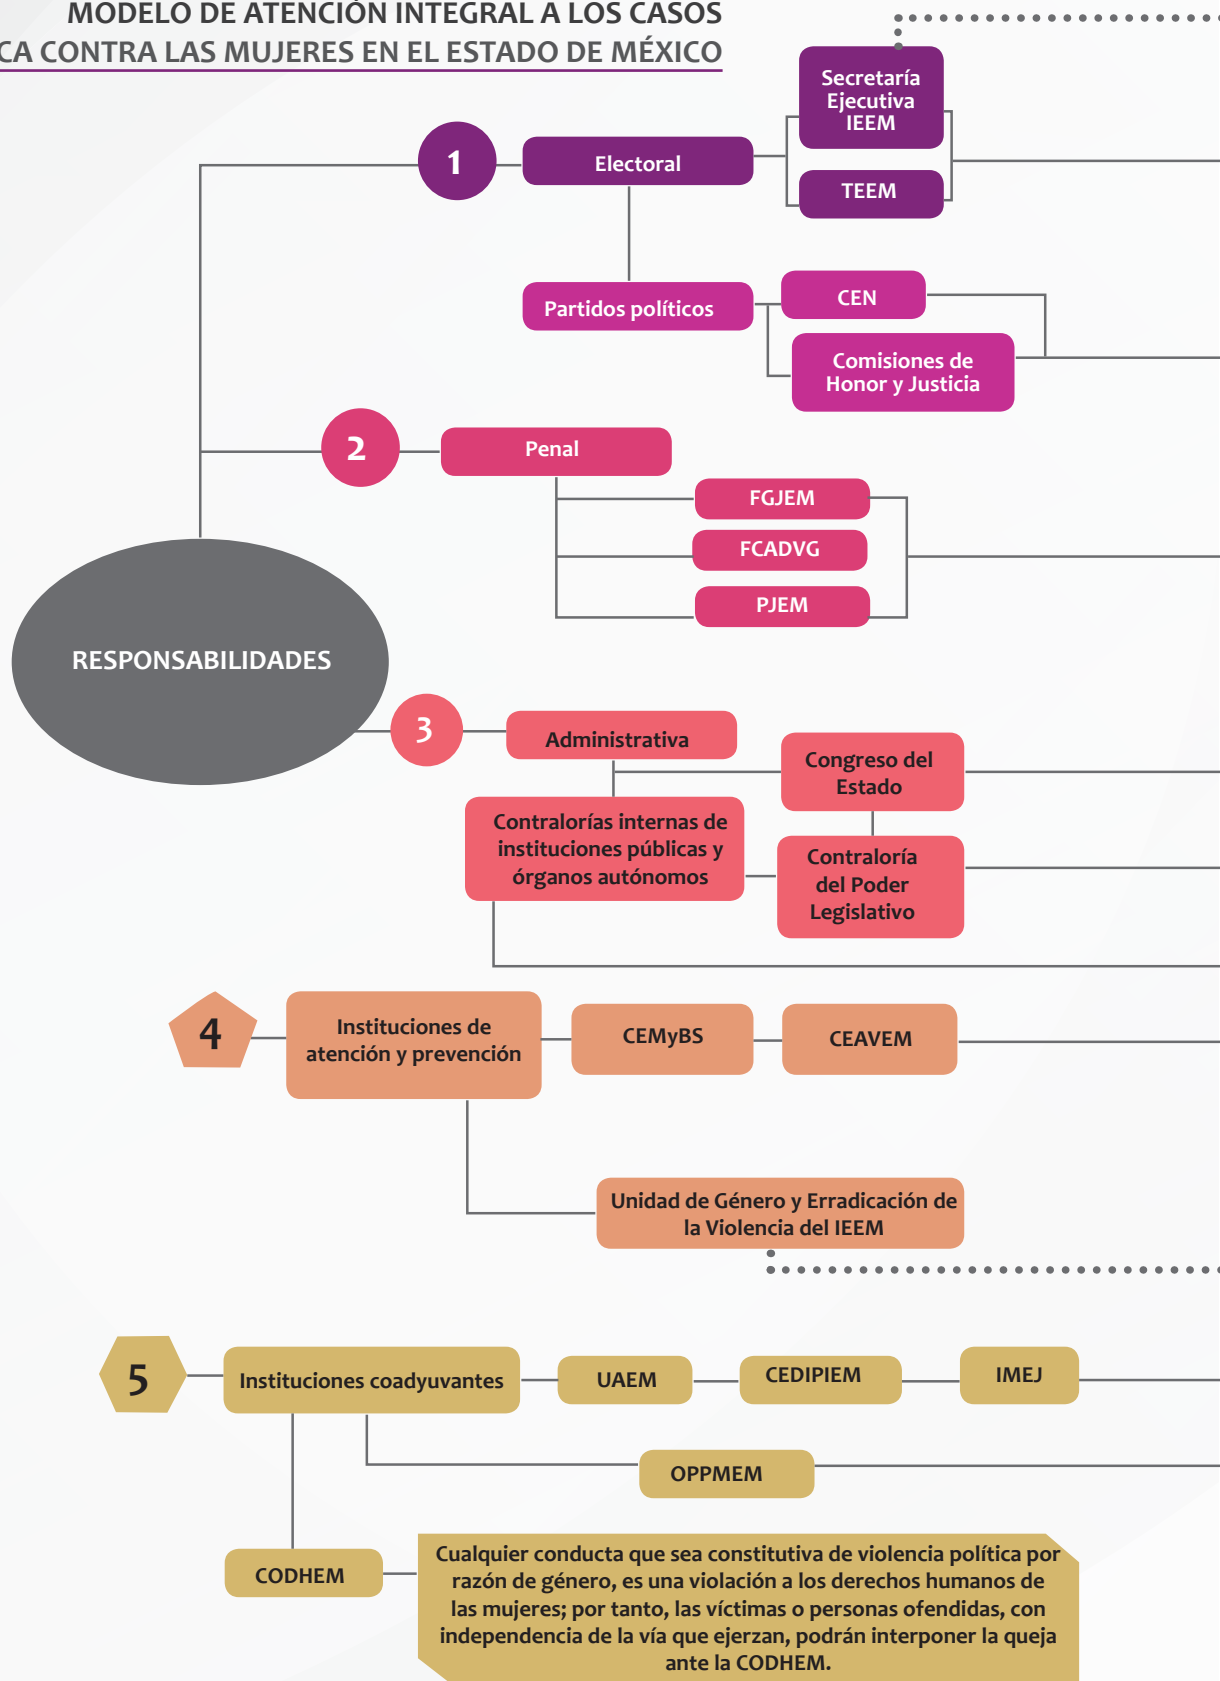 MODELO DE ATENCIÓN INTEGRAL A LOS CASOS
CONTRA LAS MUJERES EN EL ESTADO DE MÉXICO
Secretaría
Ejecutiva
IEEM
1
Electoral
TEEM
Partidos políticos
CEN
Comisiones de
Honor y Justicia
2
Penal
FGJEM
FCADVG
PJEM
RESPONSABILIDADES
3
Administrativa
Congreso del
Estado
Contralorías internas de
instituciones públicas y
órganos autónomos
Contraloría
del Poder
Legislativo
4
Instituciones de
atención y prevención
CEMyBS
CEAVEM
Unidad de Género y Erradicación de
la Violencia del IEEM
5
Instituciones coadyuvantes
UAEM
CEDIPIEM
IMEJ
OPPMEM
CODHEM
Cualquier conducta que sea constitutiva de violencia política por
razón de género, es una violación a los derechos humanos de
las mujeres; por tanto, las víctimas o personas ofendidas, con
independencia de la vía que ejerzan, podrán interponer la queja
ante la CODHEM.